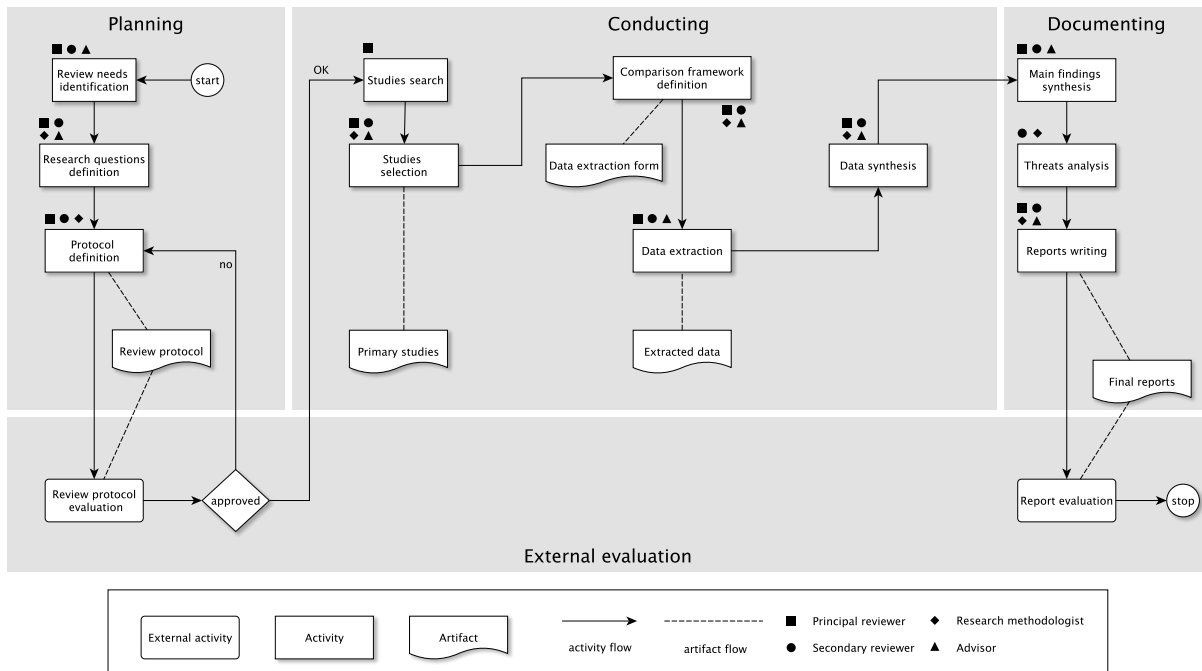 Planning
Conducting
Documenting
Review needs
identification
start
Research questions
definition
Protocol
definition
no
Review protocol
Review protocol
evaluation
approved
OK
Studies search
Studies
selection
Primary studies
Comparison framework
definition
Data extraction form
Data extraction
Extracted data
Data synthesis
Main findings
synthesis
Threats analysis
Reports writing
Final reports
Report evaluation
stop
External evaluation
External activity
Activity
Artifact
activity flow
artifact flow
Principal reviewer
Secondary reviewer
Research methodologist
Advisor